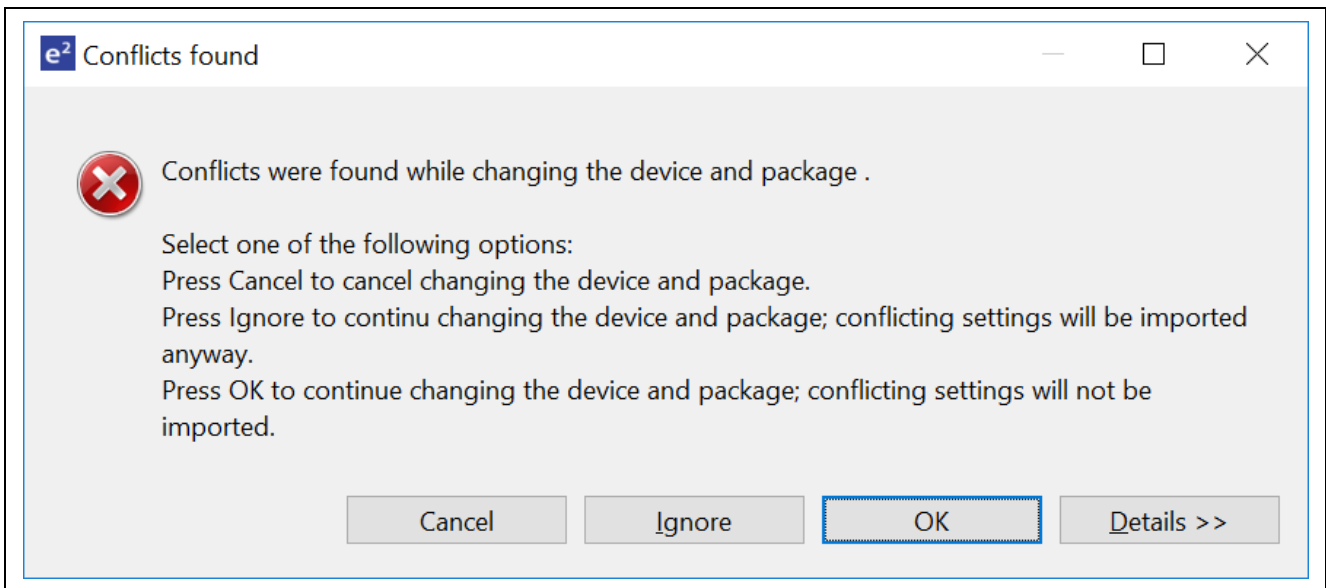 e² Conflicts found
Conflicts were found while changing the device and package .
Select one of the following options:
Press Cancel to cancel changing the device and package.
Press Ignore to continu changing the device and package; conflicting settings will be imported
anyway.
Press OK to continue changing the device and package; conflicting settings will not be
imported.
Cancel Ignore OK Details >>